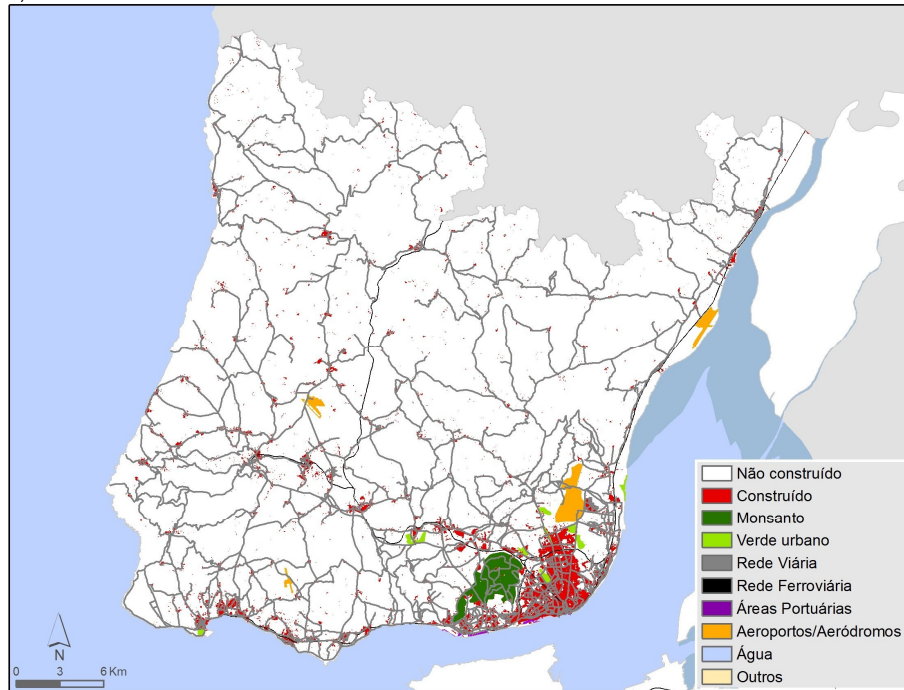 Não construído
Construído
Monsanto
Verde urbano
Rede Viária
Rede Ferroviária
Áreas Portuárias
Aeroportos/Aeródromos
Água
Outros
N
0 3 6 Km